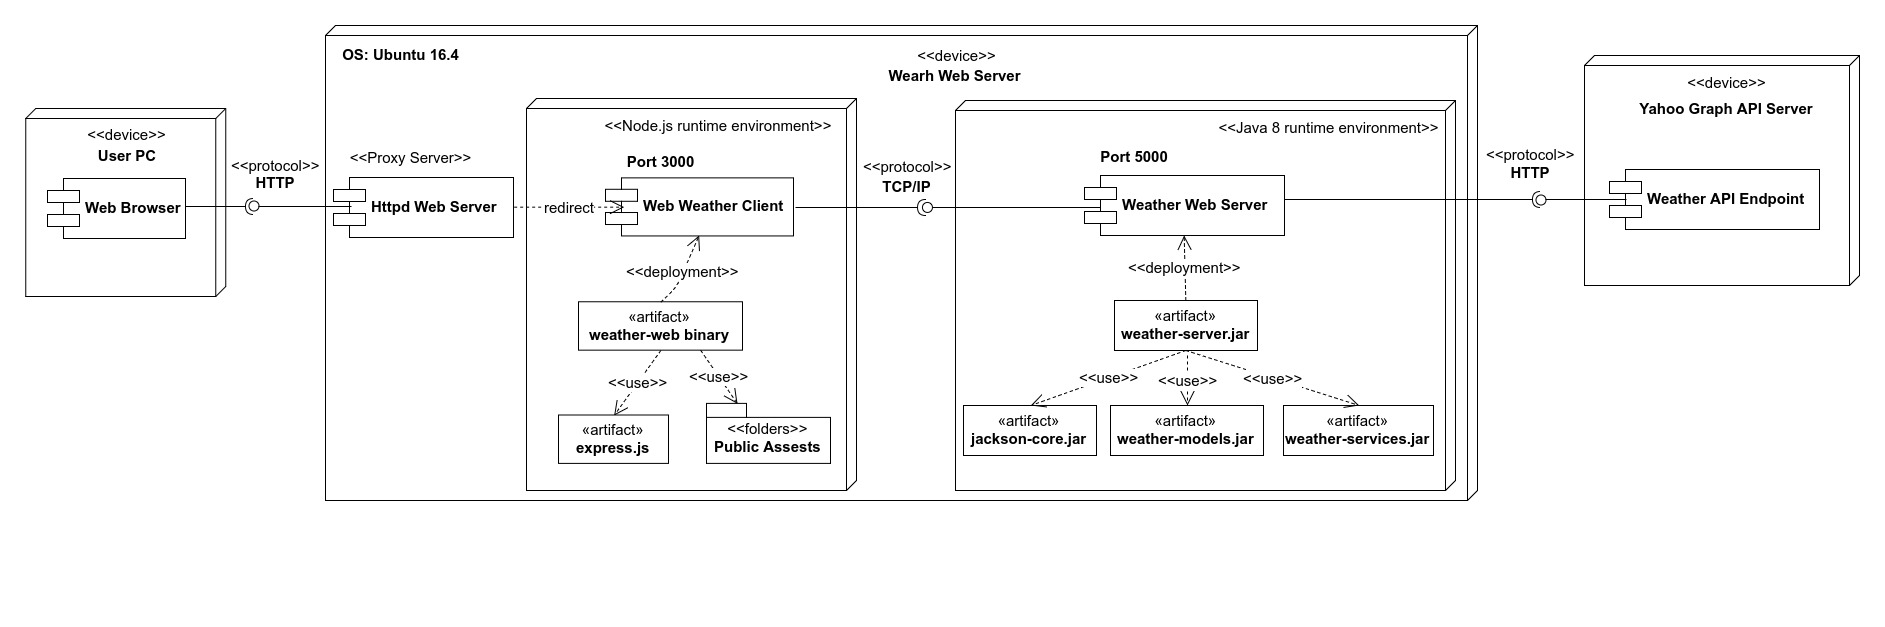 OS: Ubuntu 16.4
<<device>>
Wearh Web Server
<<device>>
User PC
Web Browser
<<protocol>>
HTTP
<<Proxy Server>>
Httpd Web Server
redirect
<<Node.js runtime environment>>
Port 3000
Web Weather Client
<<deployment>>
«artifact»
weather-web binary
<<use>>
<<use>>
«artifact»
express.js
<<folders>>
Public Assests
<<protocol>>
TCP/IP
<<Java 8 runtime environment>>
Port 5000
Weather Web Server
<<deployment>>
«artifact»
weather-server.jar
<<use>>
<<use>>
<<use>>
«artifact»
jackson-core.jar
«artifact»
weather-models.jar
«artifact»
weather-services.jar
<<protocol>>
HTTP
<<device>>
Yahoo Graph API Server
Weather API Endpoint